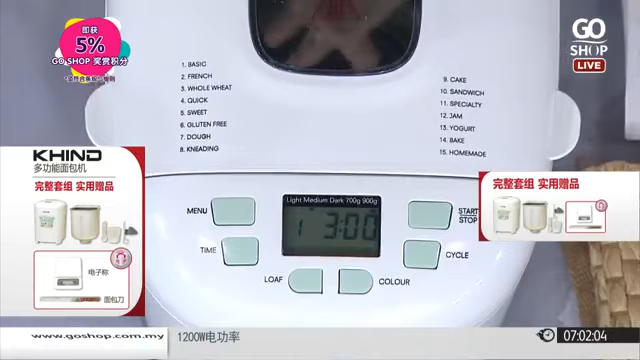 即获
5%
GO SHOP 奖赏积分
GO
SHOP
LIVE
1. BASIC
2. FRENCH
3. WHOLE WHEAT
4. QUICK
5. SWEET
6. GLUTEN FREE
7. DOUGH
8. KNEADING
9. CAKE
10. SANDWICH
11. SPECIALTY
12. JAM
13. YOGURT
14. BAKE
15. HOMEMADE
KHIND
多功能面包机
完整套组 实用赠品
电子称
面包刀
完整套组 实用赠品
Light Medium Dark 700g 900g
1 3:00
MENU
START
STOP
TIME
CYCLE
LOAF
COLOUR
www.goshop.com.my
1200W电功率
07:02:04